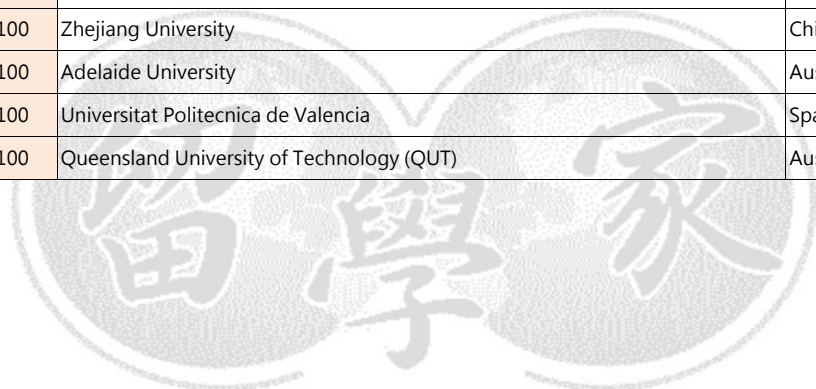 100 Zhejiang University Chi
100 Adelaide University Aus
100 Universitat Politecnica de Valencia Spa
100 Queensland University of Technology (QUT) Aus
留學家